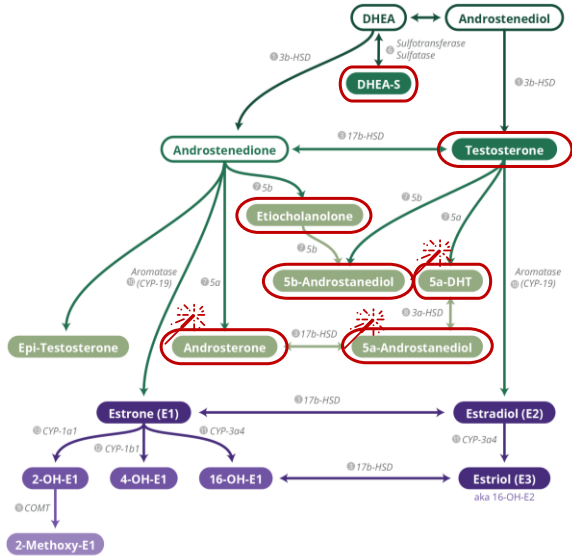 DHEA
Androstenediol
Sulfotransferase
Sulfatase
3b-HSD
DHEA-S
3b-HSD
Androstenedione
17b-HSD
Testosterone
5b
Etiocholanolone
5b
5a
5b
5b-Androstanediol
5a-DHT
Aromatase
(CYP-19)
5a
Aromatase
(CYP-19)
3a-HSD
Epi-Testosterone
Androsterone
17b-HSD
5a-Androstanediol
Estrone (E1)
17b-HSD
Estradiol (E2)
CYP-1a1
CYP-1b1
CYP-3a4
CYP-3a4
2-OH-E1
4-OH-E1
16-OH-E1
17b-HSD
Estriol (E3)
aka 16-OH-E2
COMT
2-Methoxy-E1